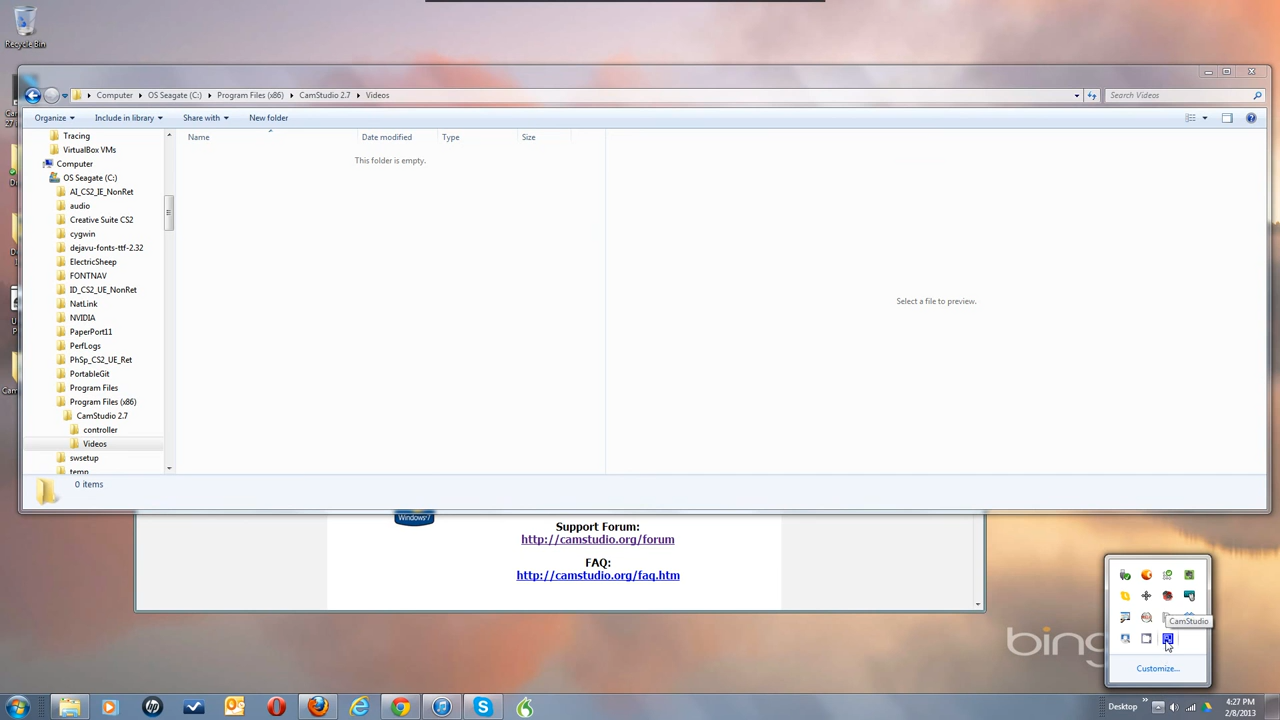 Recycle Bin
Computer
OS Seagate (C:)
Program Files (x86)
CamStudio 2.7
Videos
Search Videos
Organize
Include in library
Share with
New folder
Tracing
VirtualBox VMs
Computer
OS Seagate (C:)
AI_CS2_IE_NonRet
audio
Creative Suite CS2
cygwin
dejavu-fonts-ttf-2.32
ElectricSheep
FONTNAV
ID_CS2_UE_NonRet
NatLink
NVIDIA
PaperPort11
PerfLogs
PhSp_CS2_UE_Ret
PortableGit
Program Files
Program Files (x86)
CamStudio 2.7
controller
Videos
swsetup
temp
Name
Date modified
Type
Size
This folder is empty.
Select a file to preview.
0 items
Windows7
Support Forum:
http://camstudio.org/forum
FAQ:
http://camstudio.org/faq.htm
CamStudio
bing
Customize...
Desktop
4:27 PM
2/8/2013